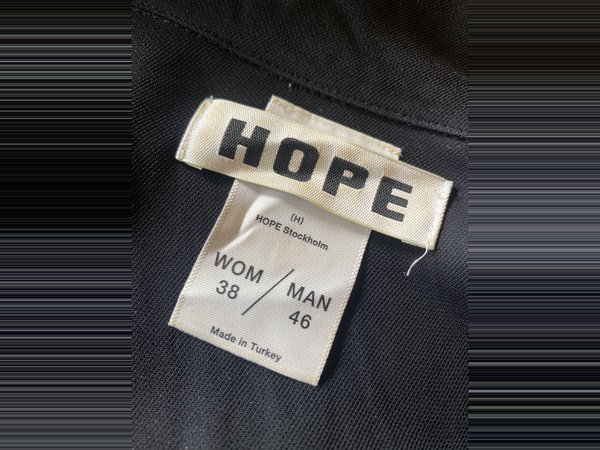 HOPE
(H)
HOPE Stockholm
WOM / MAN
38 46
Made in Turkey